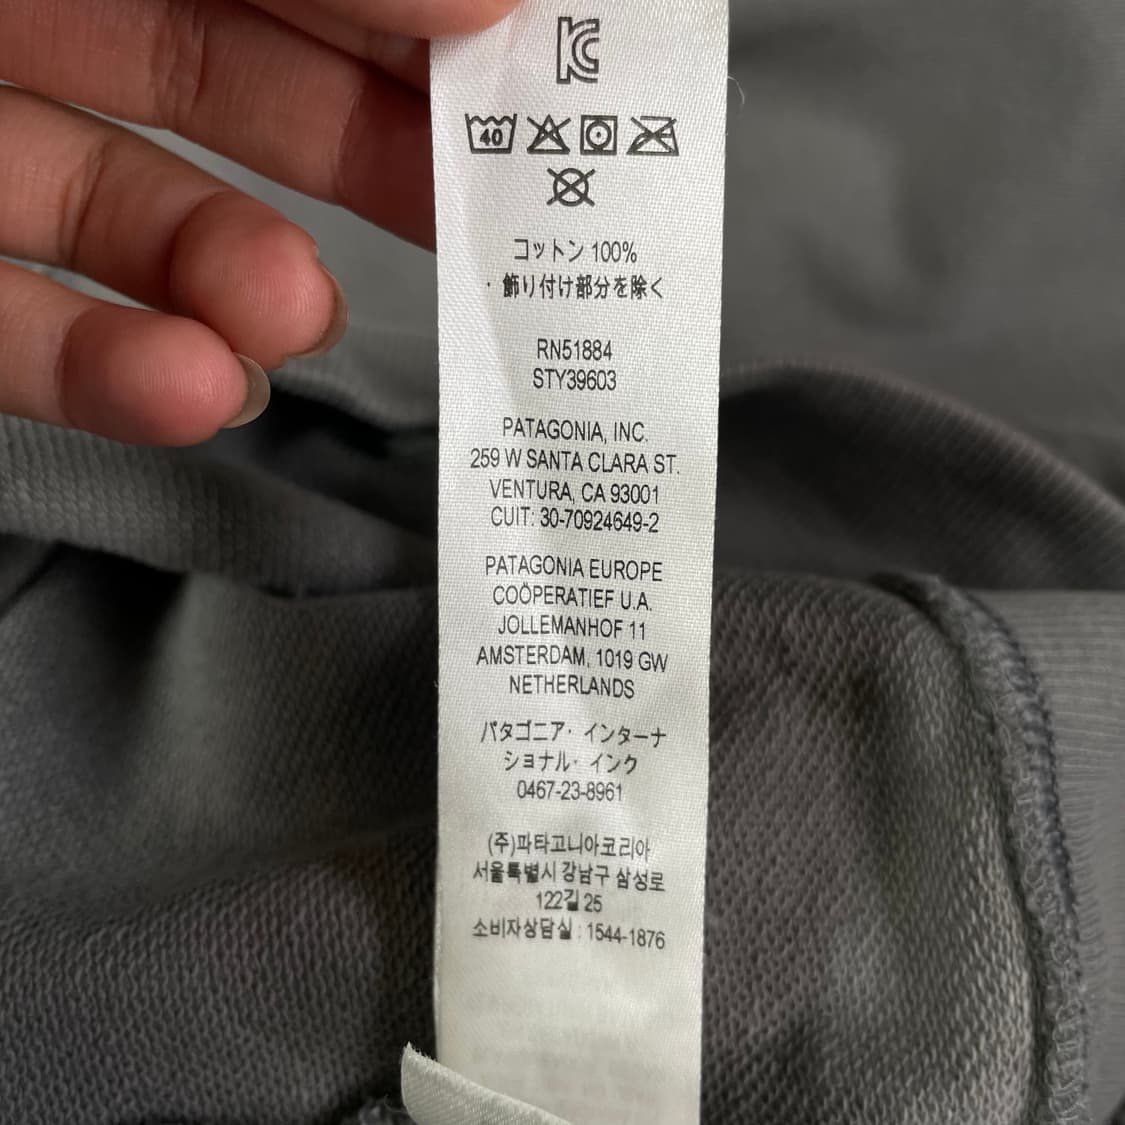 KC
40
コットン 100%
・飾り付け部分を除く
RN51884
STY39603
PATAGONIA, INC.
259 W SANTA CLARA ST.
VENTURA, CA 93001
CUIT: 30-70924649-2
PATAGONIA EUROPE
COÖPERATIEF U.A.
JOLLEMANHOF 11
AMSTERDAM, 1019 GW
NETHERLANDS
パタゴニア・インターナ
ショナル・インク
0467-23-8961
(주)파타고니아코리아
서울특별시 강남구 삼성로
122길 25
소비자상담실 : 1544-1876